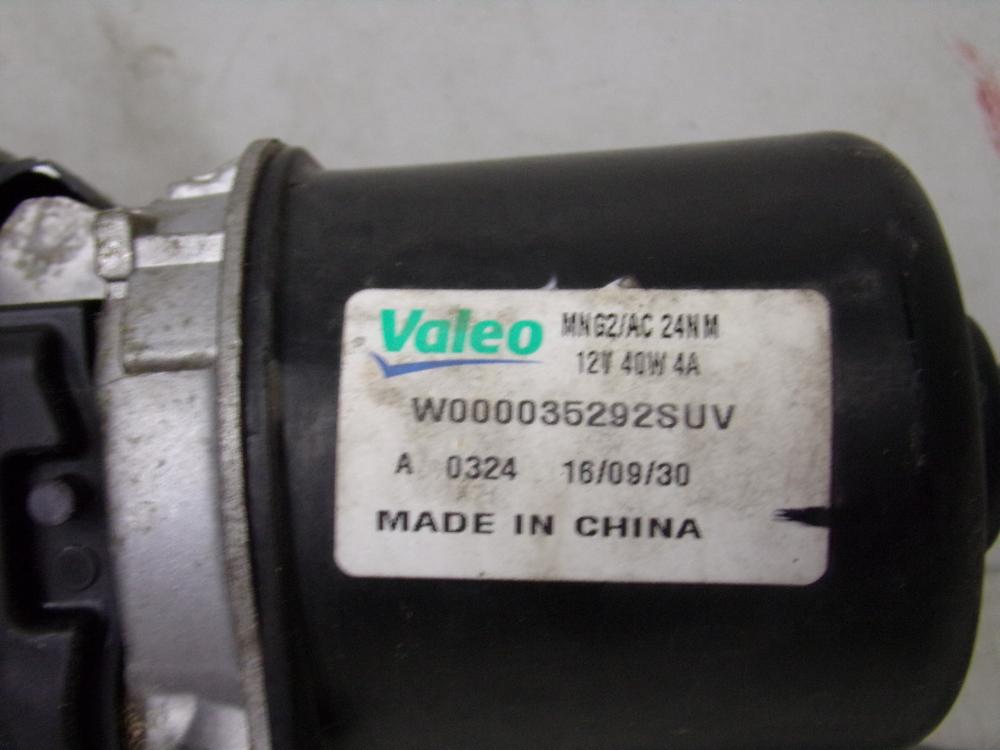 Valeo MNG2/AC 24NM
12V 40W 4A
W000035292SUV
A 0324 16/09/30
MADE IN CHINA